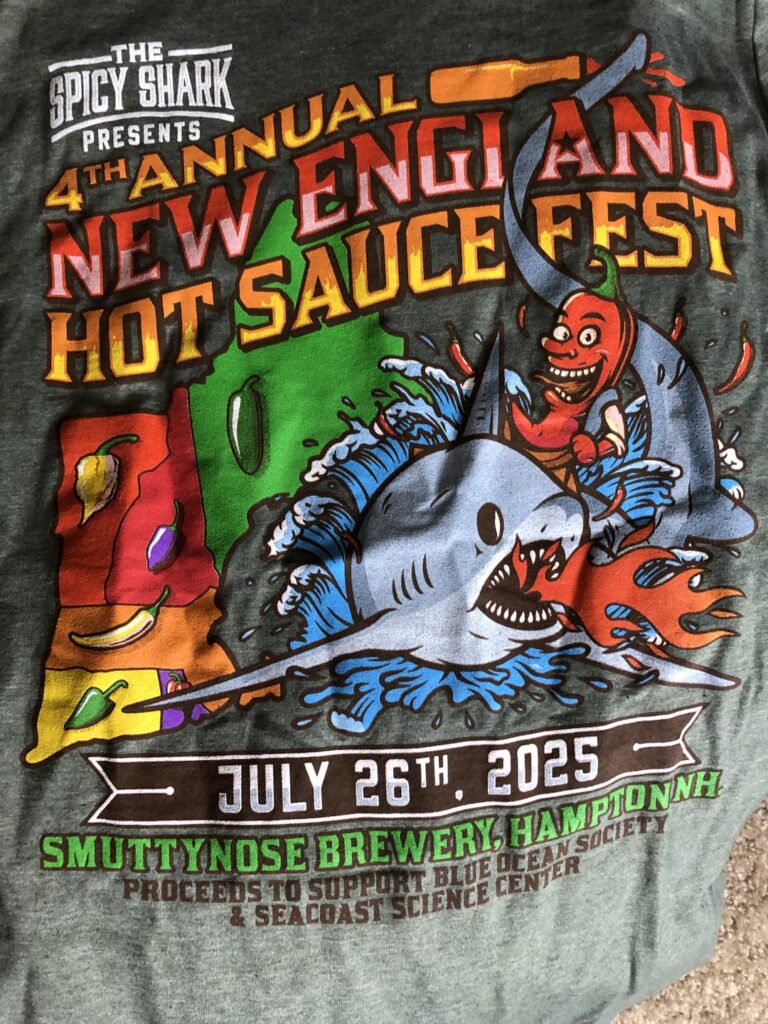 THE
SPICY SHARK
PRESENTS
4TH ANNUAL
NEW ENGLAND
HOT SAUCE FEST
JULY 26TH, 2025
SMUTTYNOSE BREWERY, HAMPTON NH
PROCEEDS TO SUPPORT BLUE OCEAN SOCIETY
& SEACOAST SCIENCE CENTER